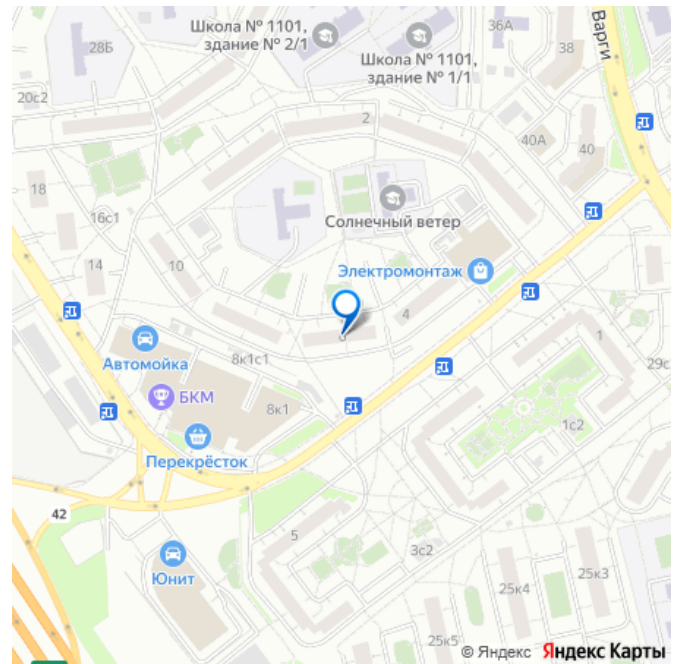 Школа № 1101,
здание № 2/1
36А
Варги
28Б
Школа № 1101,
здание № 1/1
38
20с2
2
40А
40
18
16с1
Солнечный ветер
14
10
Электромонтаж
4
1
Автомойка
8к1с1
29с
БКМ
8к1
1с2
Перекрёсток
42
5
3с2
Юнит
25к4
25к3
25к5
© Яндекс Яндекс Карты